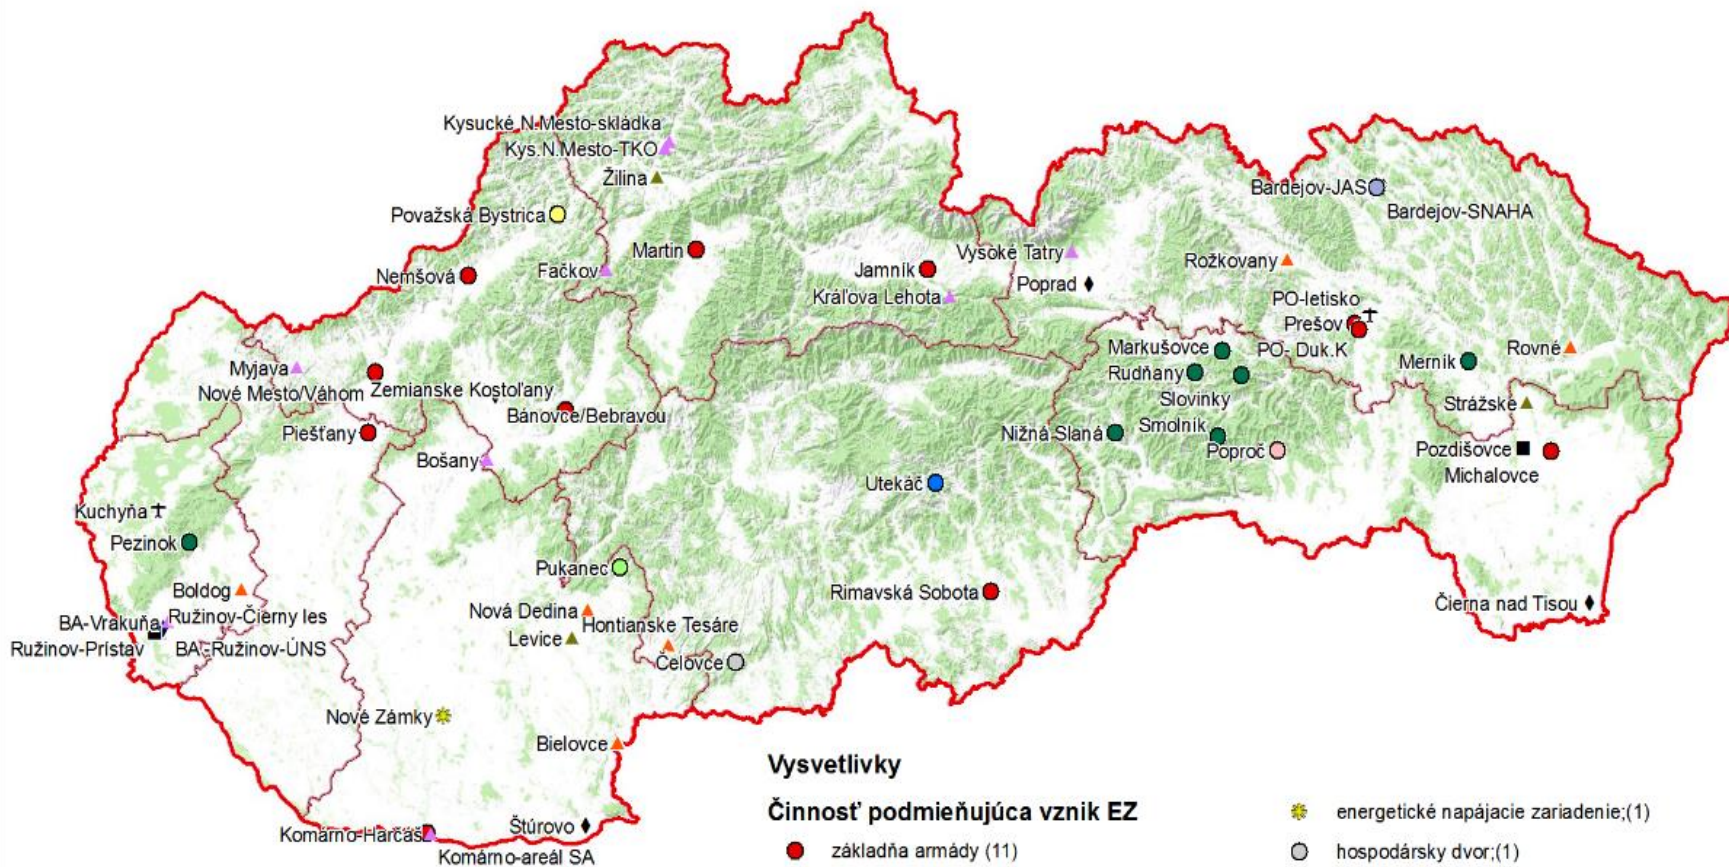 Kysucké N.Mesto-skládka
Kys.N.Mesto-TKO
Žilina
Bardejov-JAS
Bardejov-SNAHA
Považská Bystrica
Martin
Vysoké Tatry
Nemšová
Fačkov
Jamník
Rožkovany
Kráľova Lehota
Poprad
PO-letisko
Prešov
PO- Duk.K
Markušovce
Rovné
Merník
Myjava
Rudňany
Nové Mesto/Váhom
Zemianske Kostoľany
Slovinky
Strážske
Bánovce/Bebravou
Piešťany
Smolník
Nižná Slaná
Poproč
Pozdišovce
Bošany
Michalovce
Utekáč
Kuchyňa
Pezinok
Pukanec
Boldog
Rimavská Sobota
Čierna nad Tisou
Nová Dedina
Ružinov-Čierny les
BA-Vrakuňa
Hontianske Tesáre
Levice
Ružinov-Prístav
BA-Ružinov-ÚNS
Čelovce
Nové Zámky
Bielovce
Vysvetlivky
Činnosť podmieňujúca vznik EZ
energetické napájacie zariadenie;(1)
Štúrovo
Komárno-Harčáš
Komárno-areál SA
základňa armády (11)
hospodársky dvor;(1)